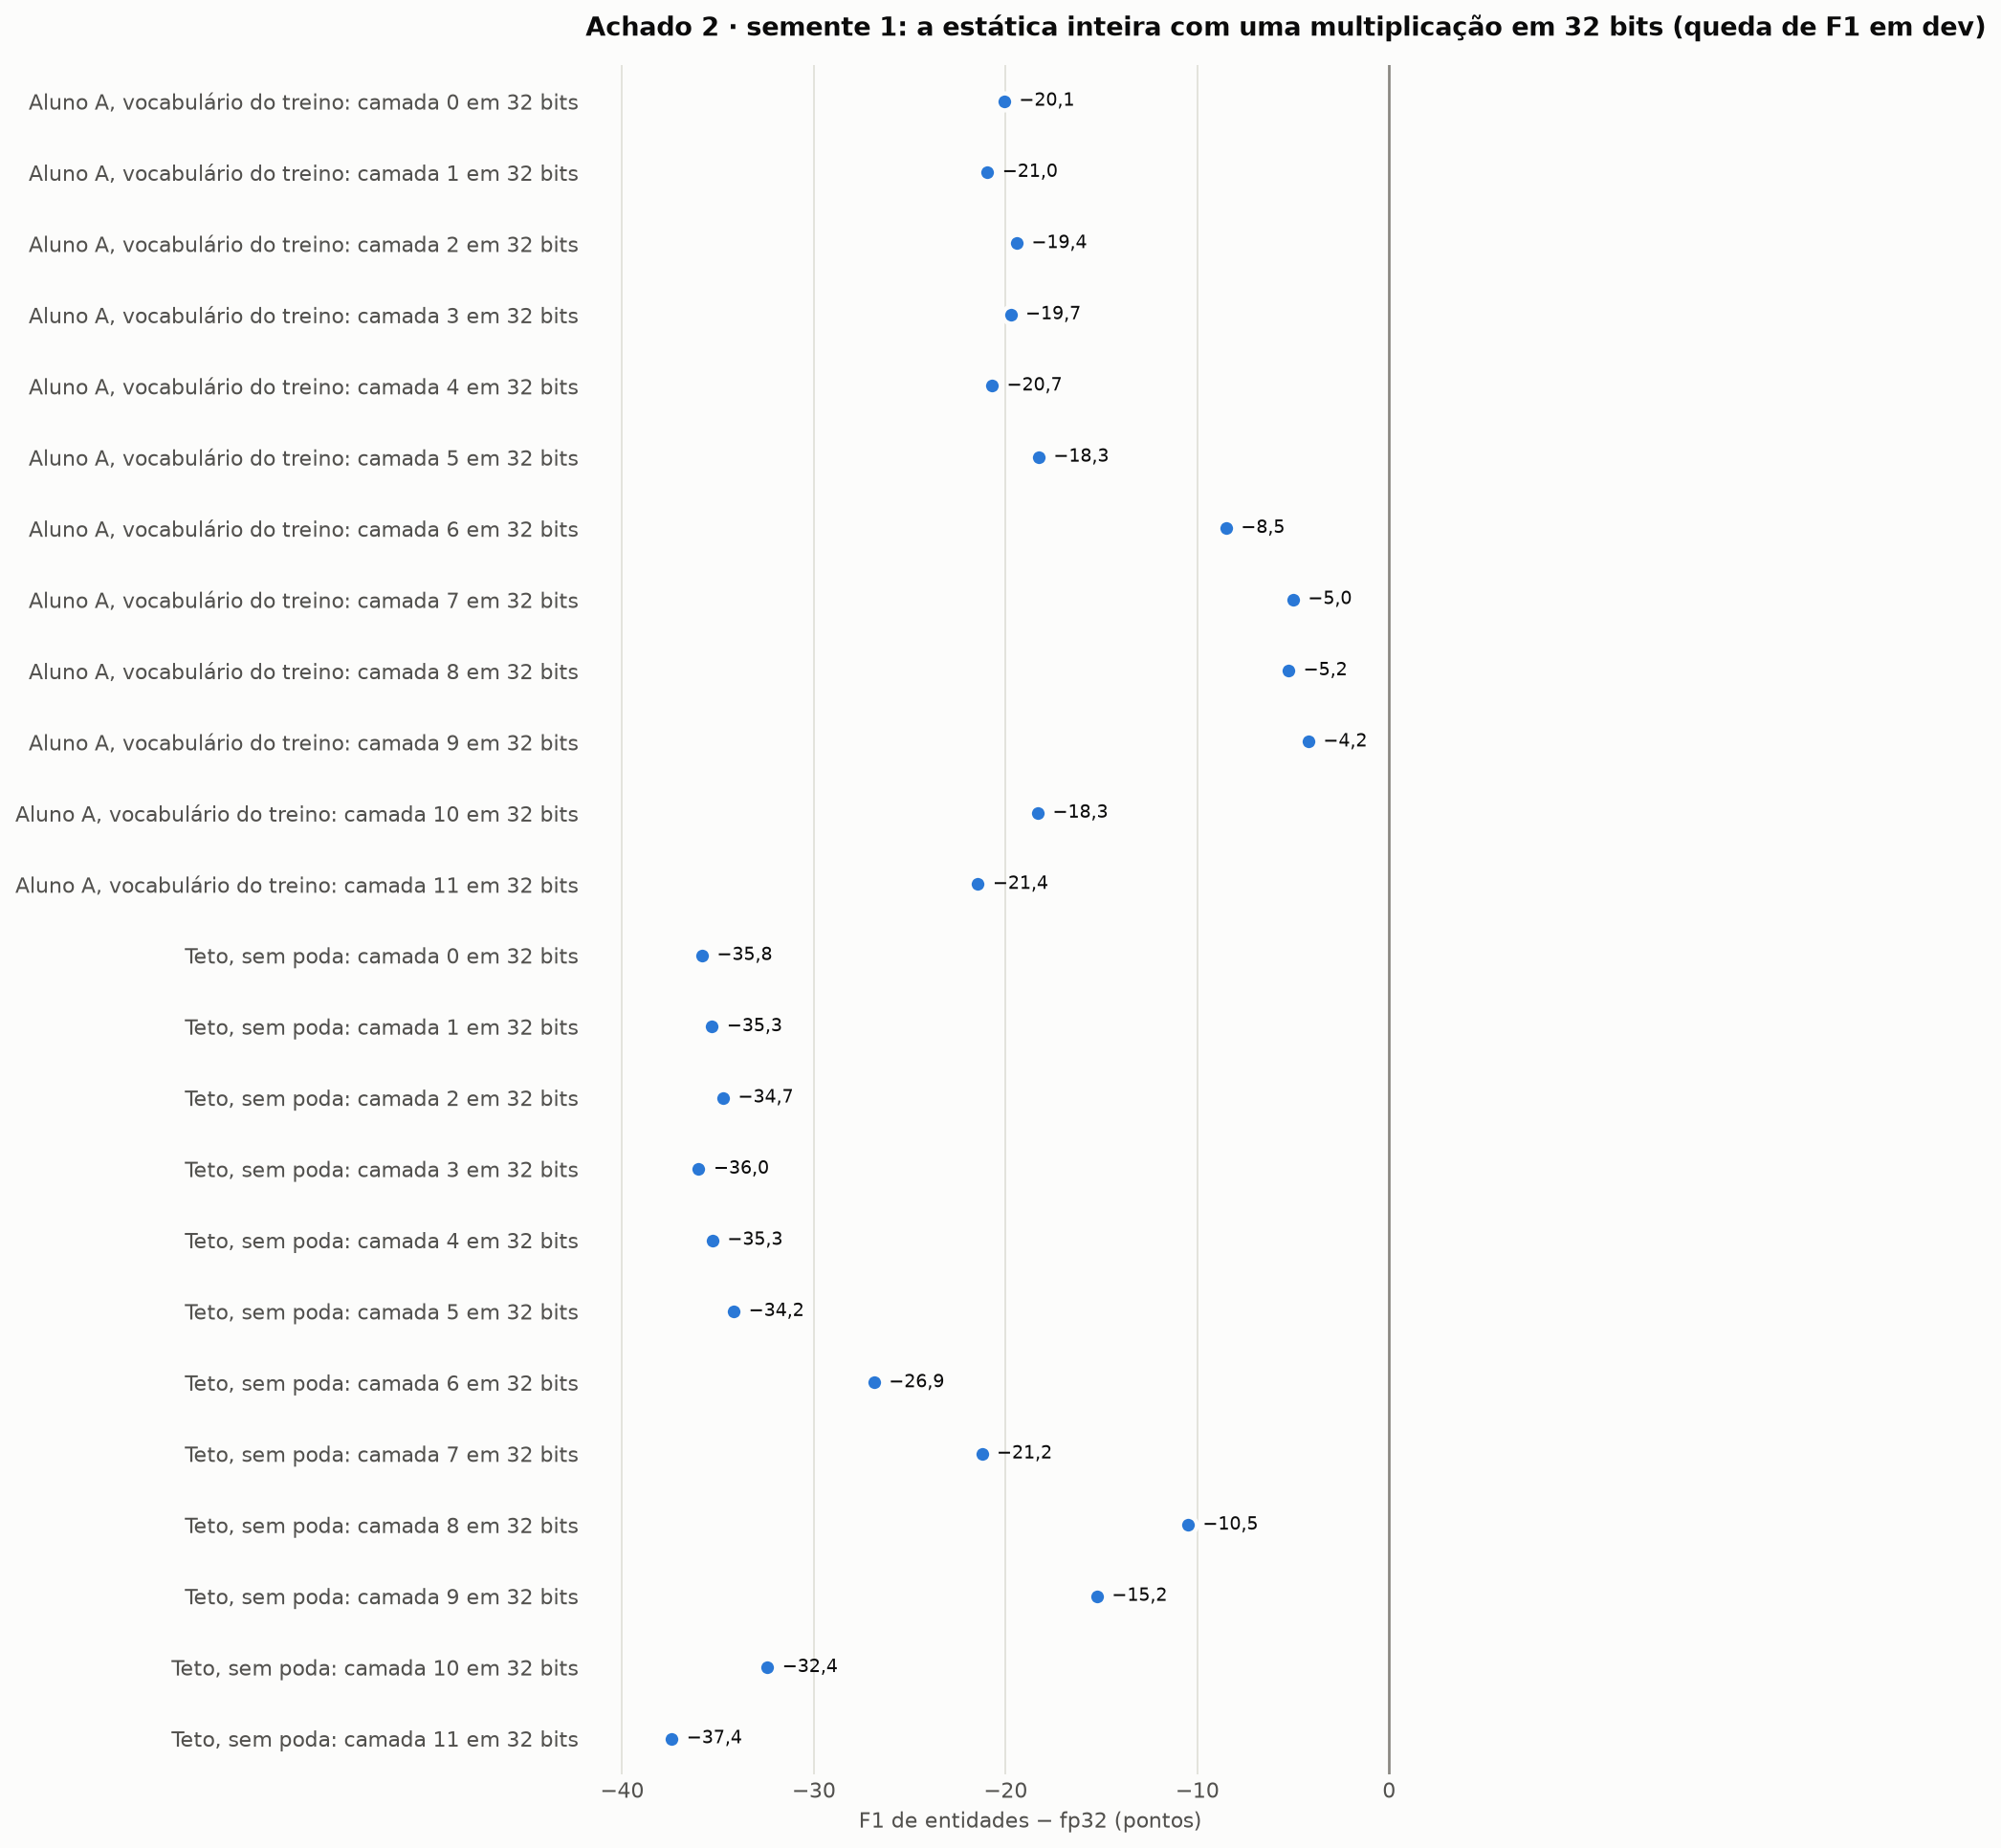 Achado 2 · semente 1: a estática inteira com uma multiplicação em 32 bits (queda de F1 em dev)
Aluno A, vocabulário do treino: camada 0 em 32 bits −20,1
Aluno A, vocabulário do treino: camada 1 em 32 bits −21,0
Aluno A, vocabulário do treino: camada 2 em 32 bits −19,4
Aluno A, vocabulário do treino: camada 3 em 32 bits −19,7
Aluno A, vocabulário do treino: camada 4 em 32 bits −20,7
Aluno A, vocabulário do treino: camada 5 em 32 bits −18,3
Aluno A, vocabulário do treino: camada 6 em 32 bits −8,5
Aluno A, vocabulário do treino: camada 7 em 32 bits −5,0
Aluno A, vocabulário do treino: camada 8 em 32 bits −5,2
Aluno A, vocabulário do treino: camada 9 em 32 bits −4,2
Aluno A, vocabulário do treino: camada 10 em 32 bits −18,3
Aluno A, vocabulário do treino: camada 11 em 32 bits −21,4
Teto, sem poda: camada 0 em 32 bits −35,8
Teto, sem poda: camada 1 em 32 bits −35,3
Teto, sem poda: camada 2 em 32 bits −34,7
Teto, sem poda: camada 3 em 32 bits −36,0
Teto, sem poda: camada 4 em 32 bits −35,3
Teto, sem poda: camada 5 em 32 bits −34,2
Teto, sem poda: camada 6 em 32 bits −26,9
Teto, sem poda: camada 7 em 32 bits −21,2
Teto, sem poda: camada 8 em 32 bits −10,5
Teto, sem poda: camada 9 em 32 bits −15,2
Teto, sem poda: camada 10 em 32 bits −32,4
Teto, sem poda: camada 11 em 32 bits −37,4
−40 −30 −20 −10 0
F1 de entidades − fp32 (pontos)